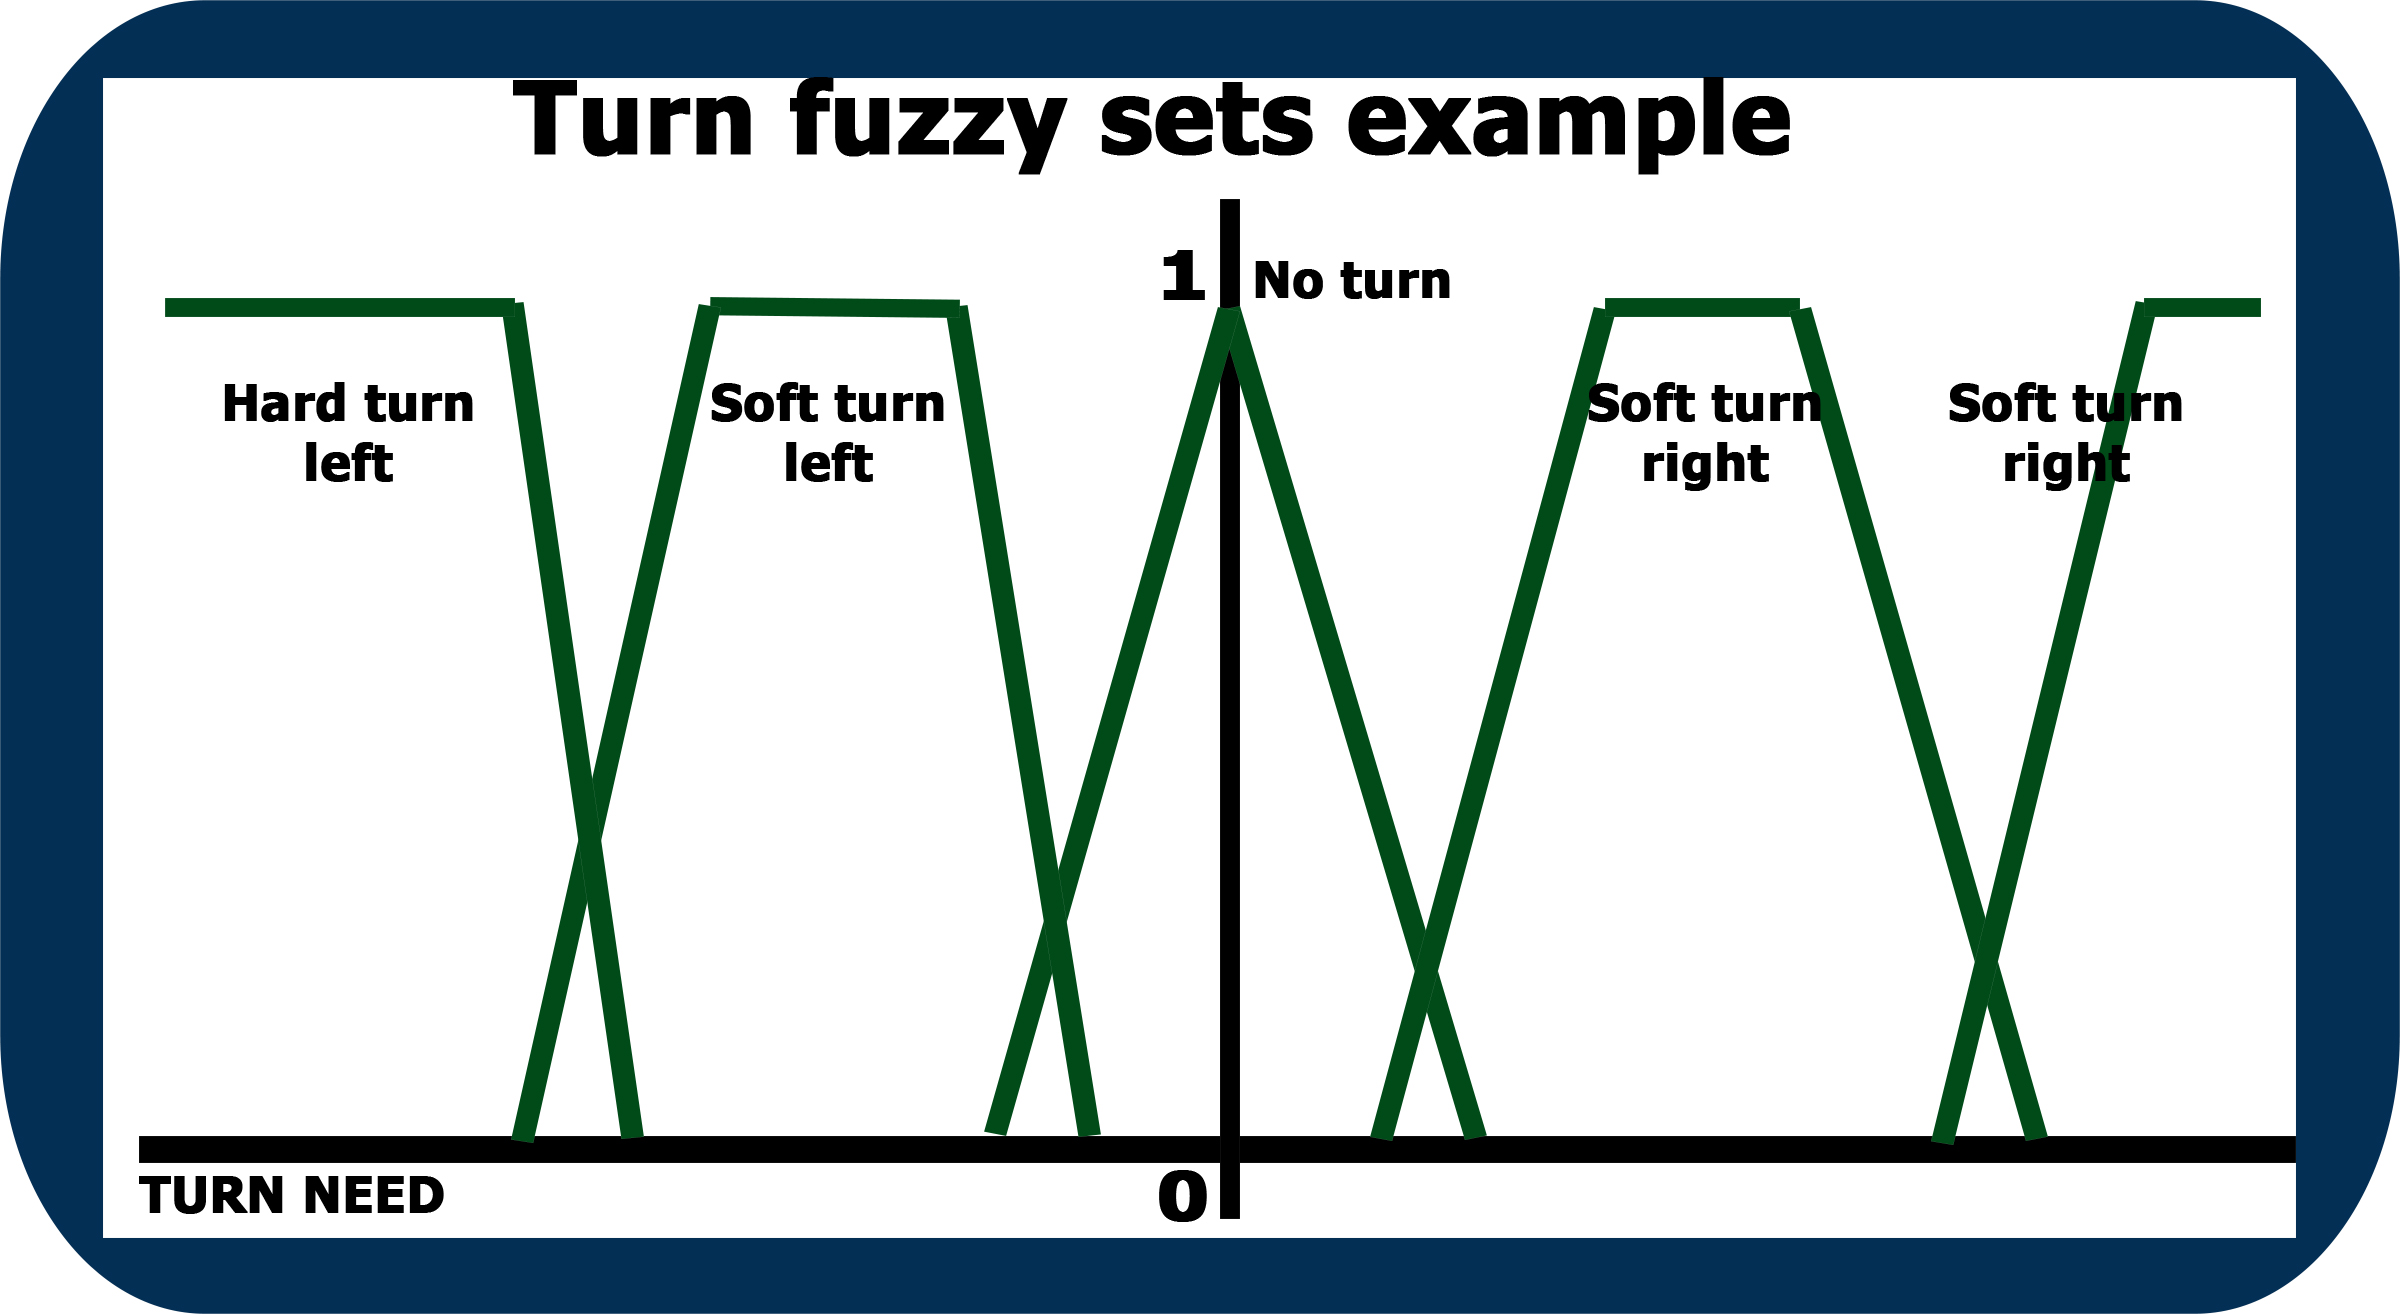 Turn fuzzy sets example
1 No turn
Hard turn
left
Soft turn
left
Soft turn
right
Soft turn
right
TURN NEED
0